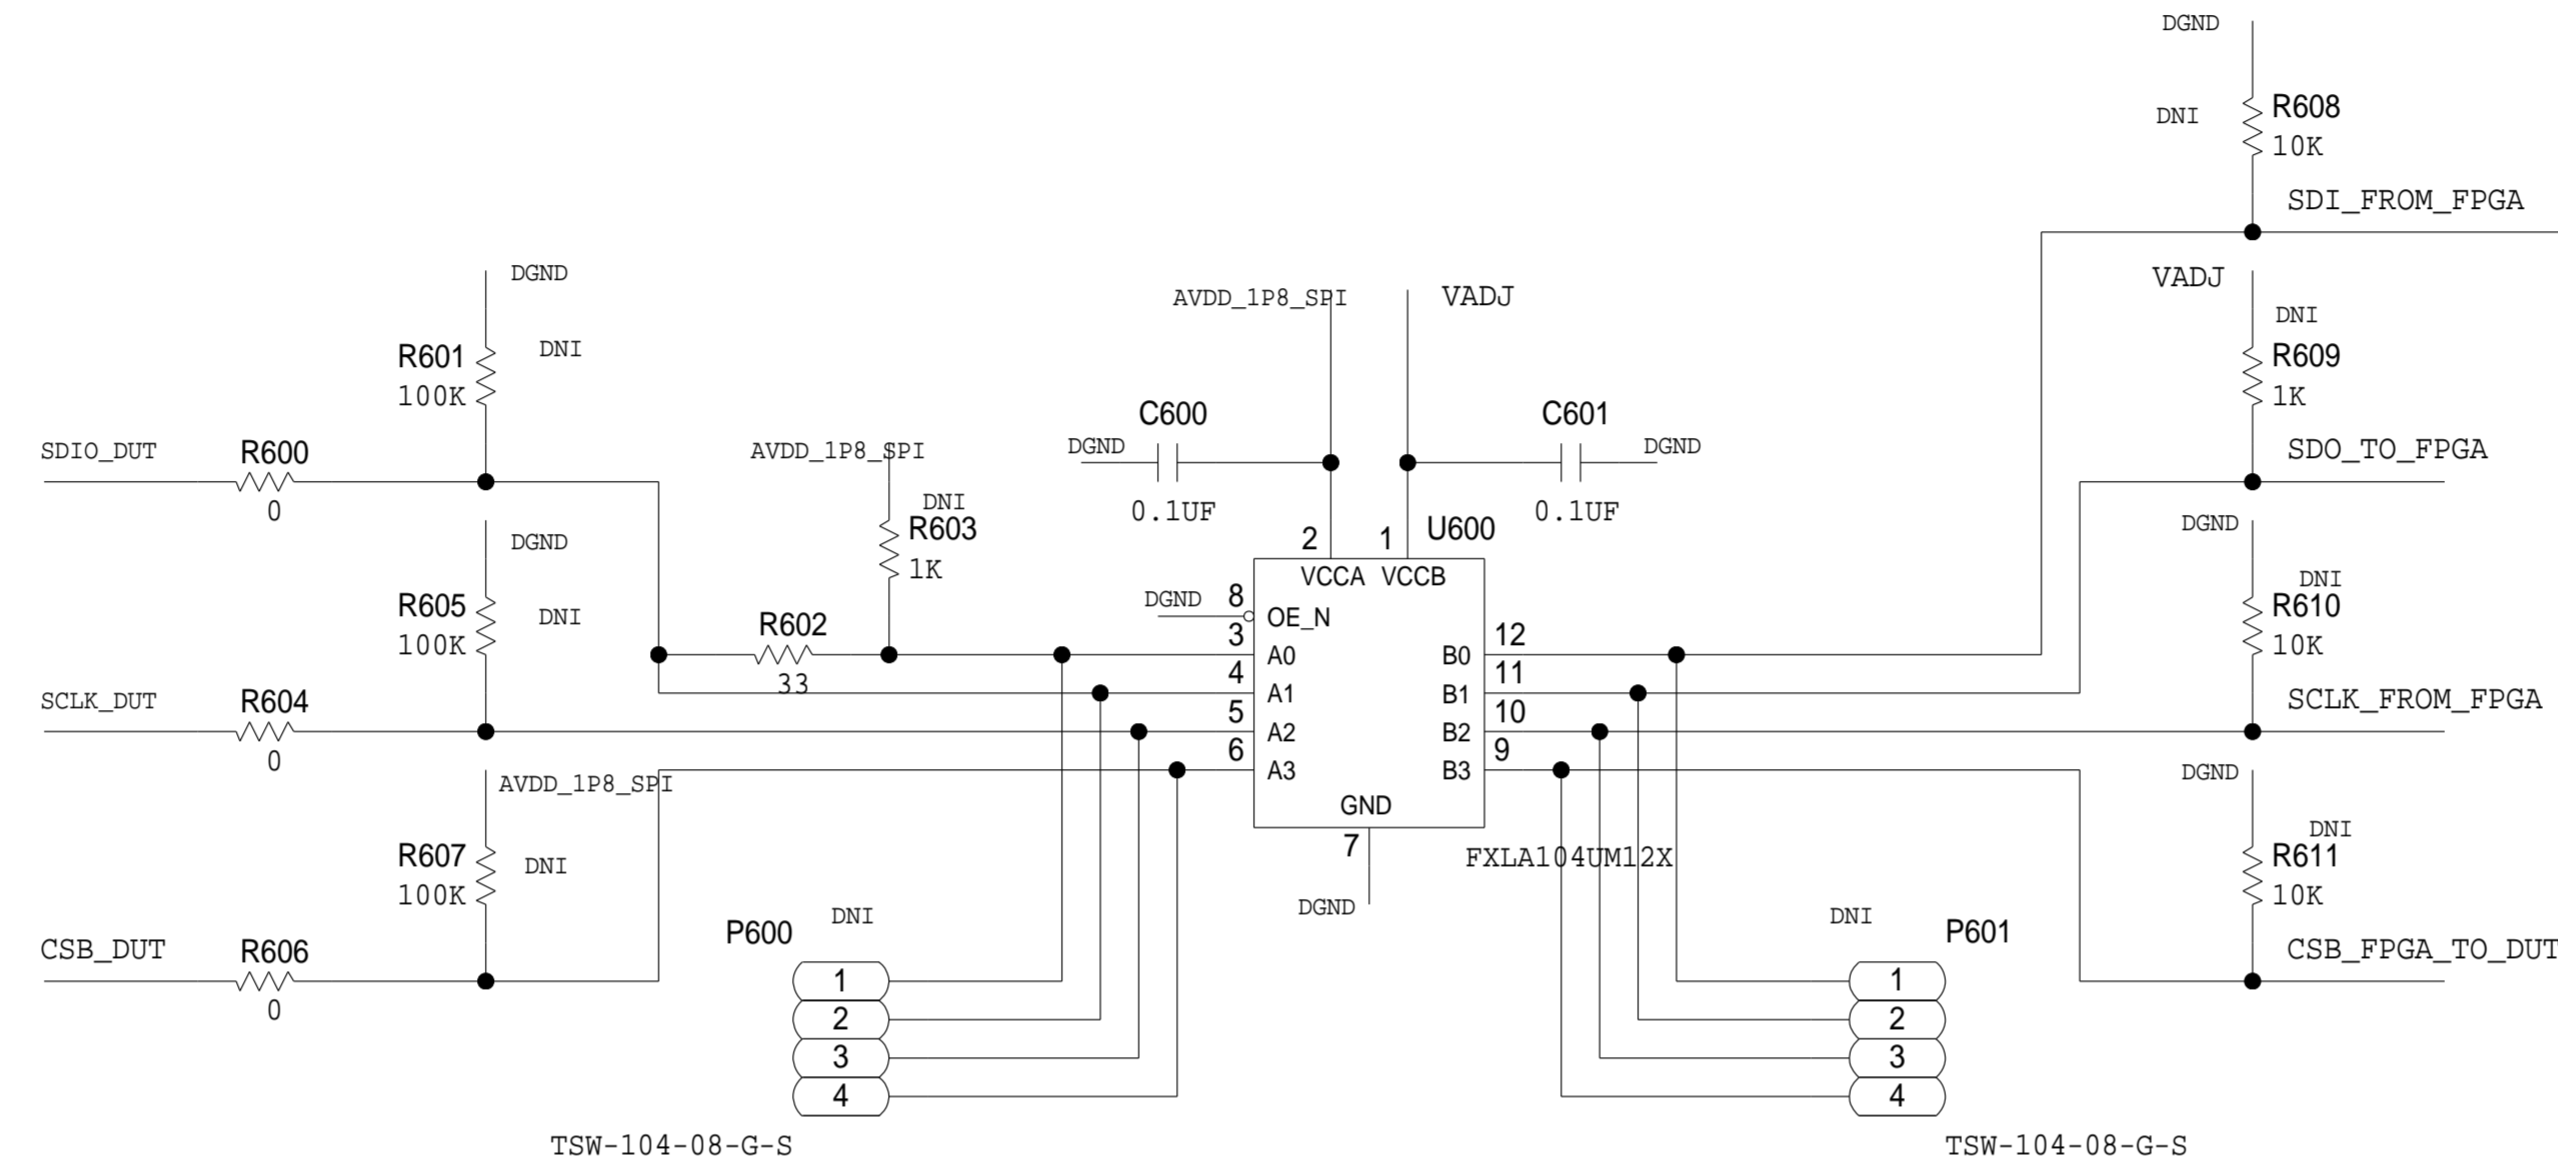 DGND
DNI
R608
10K
SDI_FROM_FPGA
DGND
R601
DNI
100K
SDIO_DUT
R600
0
DGND
R605
DNI
100K
SCLK_DUT
R604
0
AVDD_1P8_SPI
R607
DNI
100K
CSB_DUT
R606
0
AVDD_1P8_SPI
DNI
R603
1K
R602
33
AVDD_1P8_SPI
VADJ
C600
DGND
0.1UF
C601
DGND
0.1UF
2
1
U600
VCCA
VCCB
DGND
8
OE_N
3
A0
4
A1
5
A2
6
A3
12
B0
11
B1
10
B2
9
B3
GND
7
DGND
FXLA104UM12X
VADJ
DNI
R609
1K
SDO_TO_FPGA
DGND
DNI
R610
10K
SCLK_FROM_FPGA
DGND
DNI
R611
10K
CSB_FPGA_TO_DUT
DNI
P600
1
2
3
4
TSW-104-08-G-S
DNI
P601
1
2
3
4
TSW-104-08-G-S